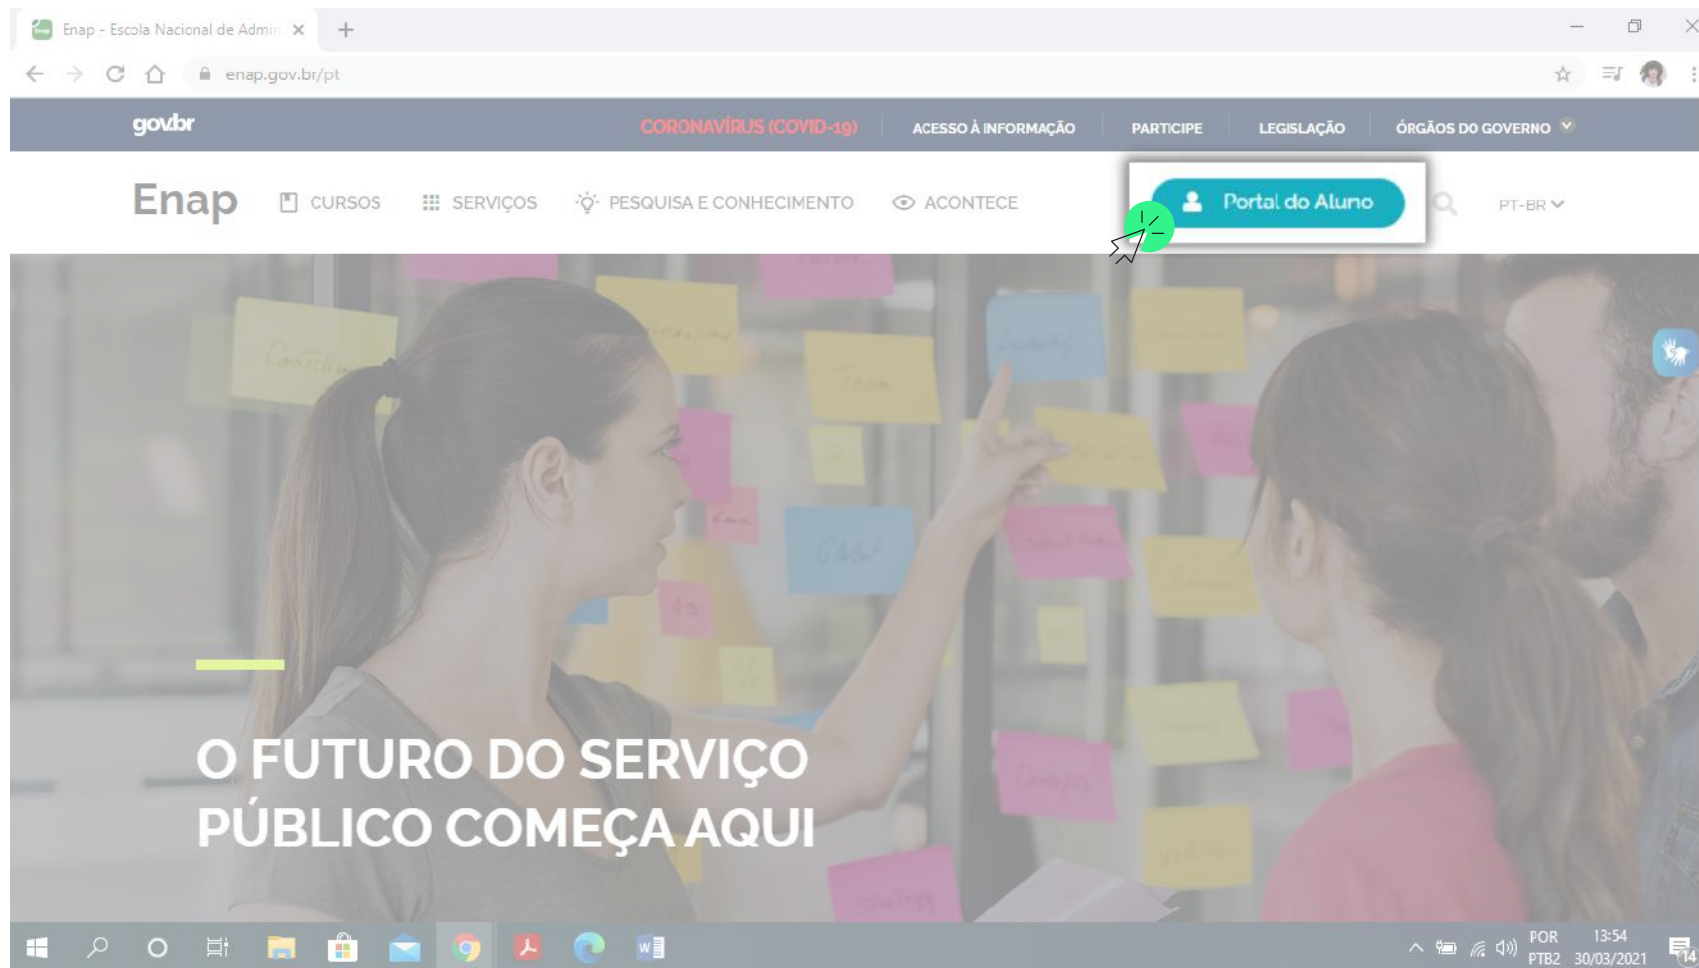 Enap - Escola Nacional de Admin
enap.gov.br/pt
gov.br
CORONAVÍRUS (COVID-19)
ACESSO À INFORMAÇÃO
PARTICIPE
LEGISLAÇÃO
ÓRGÃOS DO GOVERNO
Enap
CURSOS
SERVIÇOS
PESQUISA E CONHECIMENTO
ACONTECE
Portal do Aluno
PT-BR
O FUTURO DO SERVIÇO
PÚBLICO COMEÇA AQUI
POR
PTB2
13:54
30/03/2021
14